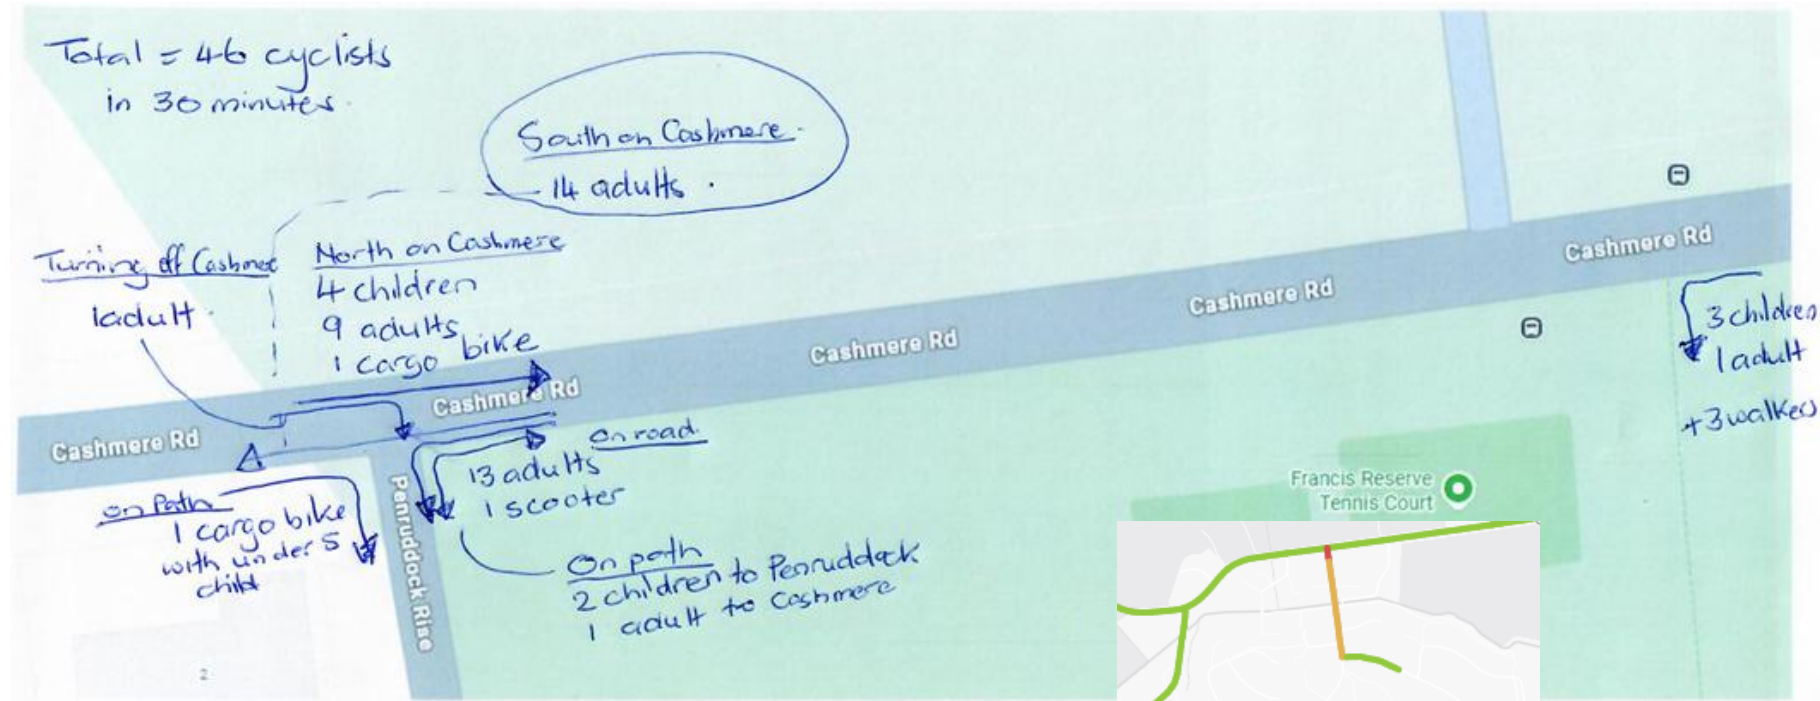 Total = 46 cyclists
in 30 minutes.
South on Cashmere.
14 adults.
Turning off Cashmere
1 adult.
North on Cashmere
4 children
9 adults
1 cargo bike
Cashmere Rd
Cashmere Rd
Cashmere Rd
Cashmere Rd
Cashmere Rd
3 children
1 adult
+3 walkers
on road
13 adults
1 scooter
on Path
1 cargo bike
with under 5
child
Penruddock Rise
On path
2 children to Penruddock
1 adult to Cashmere
Francis Reserve
Tennis Court
2